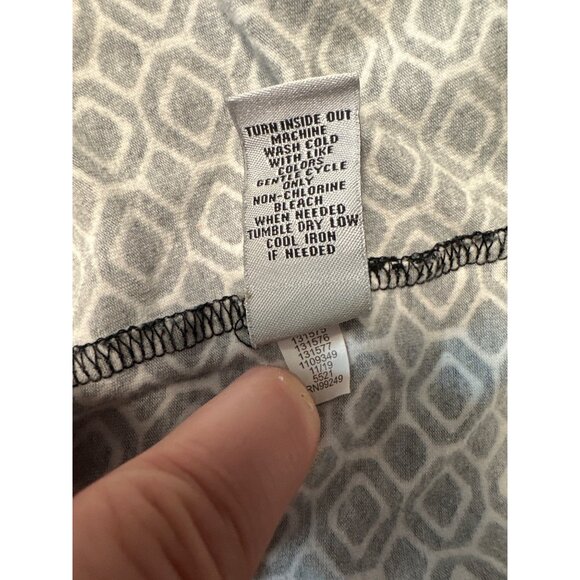 TURN INSIDE OUT
MACHINE
WASH COLD
WITH LIKE
COLORS
GENTLE CYCLE
ONLY
NON-CHLORINE
BLEACH
WHEN NEEDED
TUMBLE DRY LOW
COOL IRON
IF NEEDED
131575
131576
131577
1109349
11/19
5521
RN99249